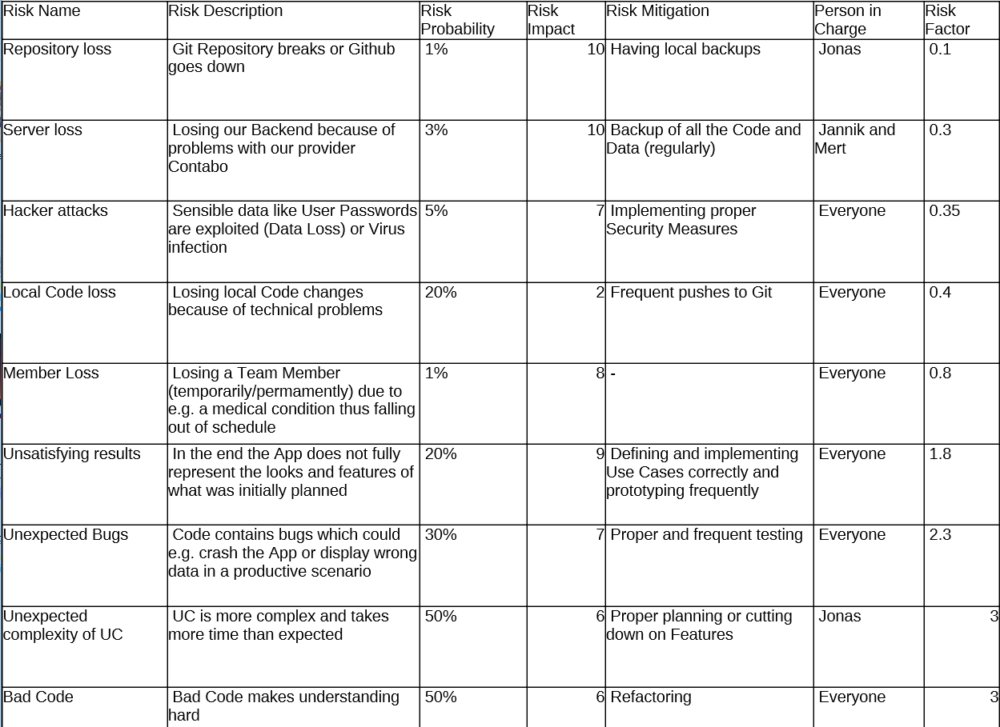 Risk Name Risk Description Risk Probability Risk Impact Risk Mitigation Person in Charge Risk Factor
Repository loss Git Repository breaks or Github goes down 1% 10 Having local backups Jonas 0.1
Server loss Losing our Backend because of problems with our provider Contabo 3% 10 Backup of all the Code and Data (regularly) Jannik and Mert 0.3
Hacker attacks Sensible data like User Passwords are exploited (Data Loss) or Virus infection 5% 7 Implementing proper Security Measures Everyone 0.35
Local Code loss Losing local Code changes because of technical problems 20% 2 Frequent pushes to Git Everyone 0.4
Member Loss Losing a Team Member (temporarily/permamently) due to e.g. a medical condition thus falling out of schedule 1% 8 - Everyone 0.8
Unsatisfying results In the end the App does not fully represent the looks and features of what was initially planned 20% 9 Defining and implementing Use Cases correctly and prototyping frequently Everyone 1.8
Unexpected Bugs Code contains bugs which could e.g. crash the App or display wrong data in a productive scenario 30% 7 Proper and frequent testing Everyone 2.3
Unexpected complexity of UC UC is more complex and takes more time than expected 50% 6 Proper planning or cutting down on Features Jonas 3
Bad Code Bad Code makes understanding hard 50% 6 Refactoring Everyone 3